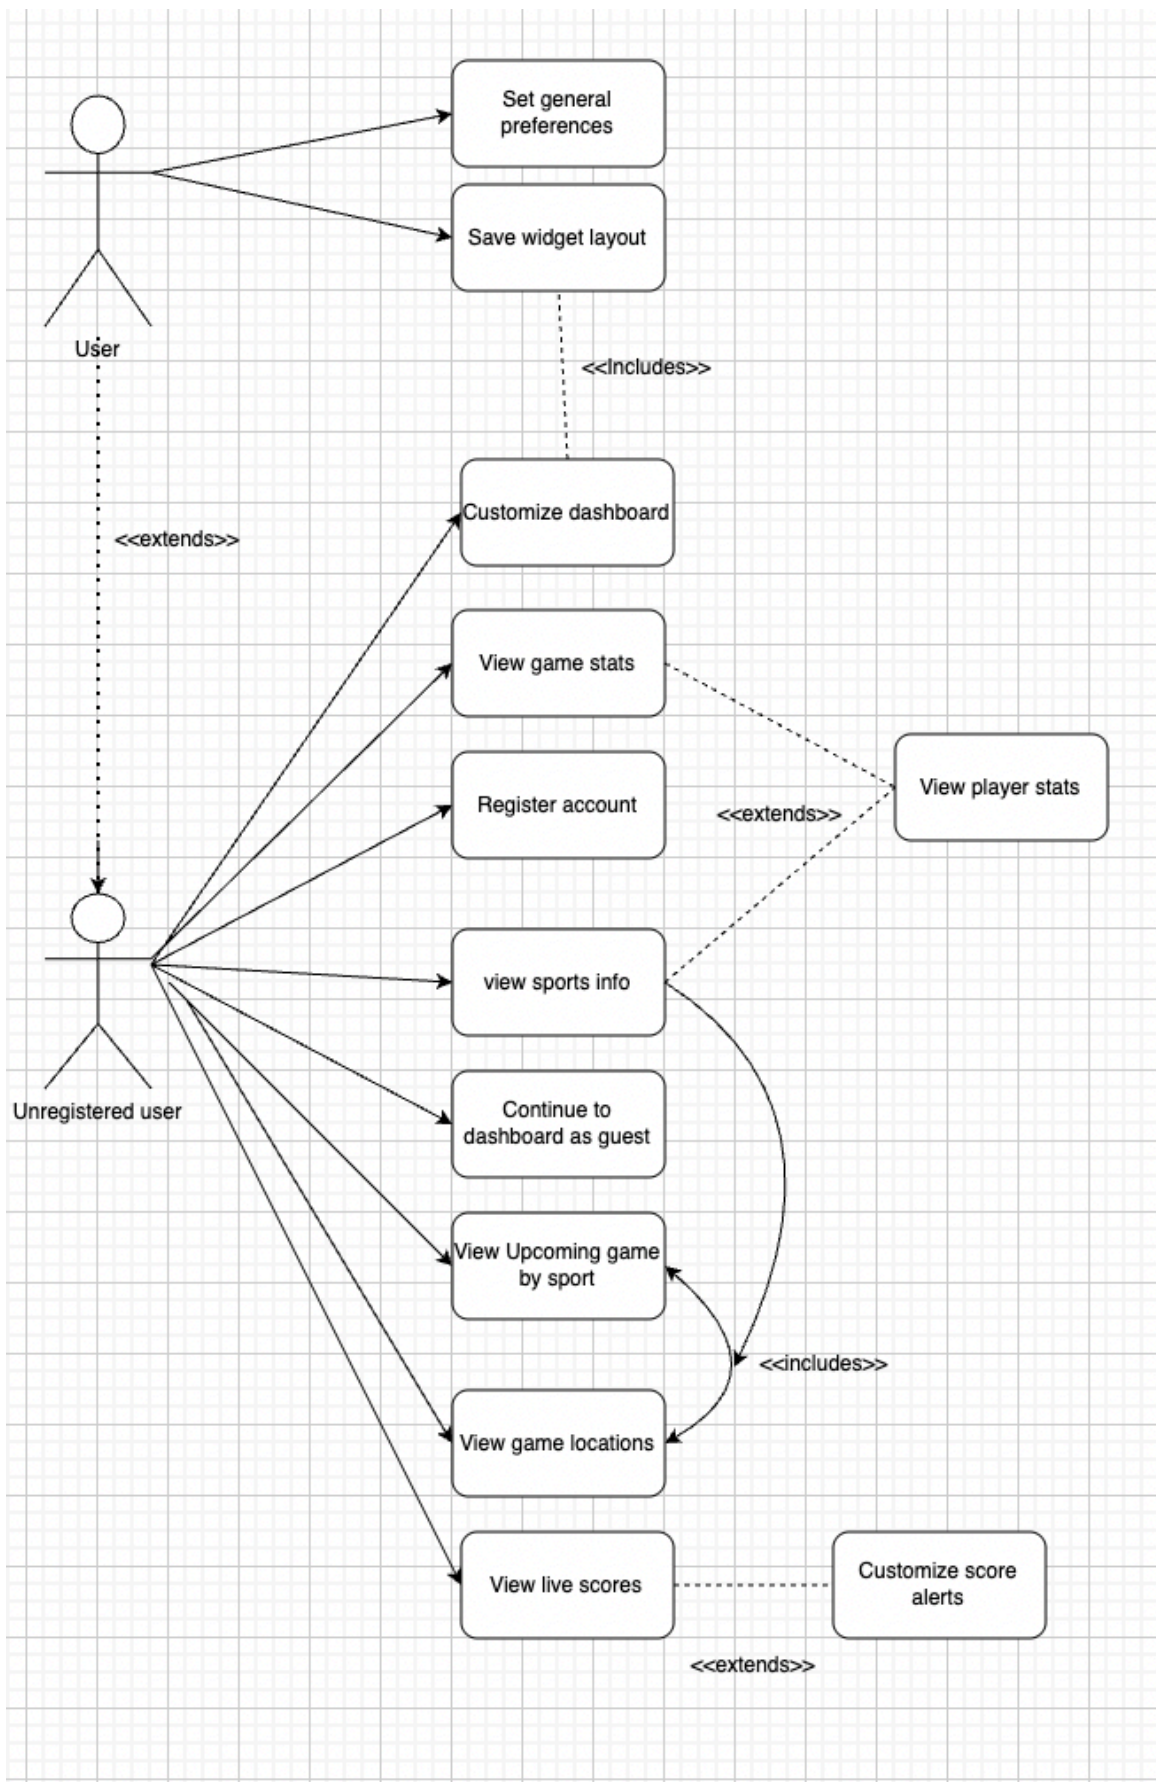 Set general
preferences
Save widget layout
User
<<Includes>>
Customize dashboard
<<extends>>
View game stats
View player stats
Register account
<<extends>>
view sports info
Unregistered user
Continue to
dashboard as guest
View Upcoming game
by sport
<<includes>>
View game locations
View live scores
Customize score
alerts
<<extends>>